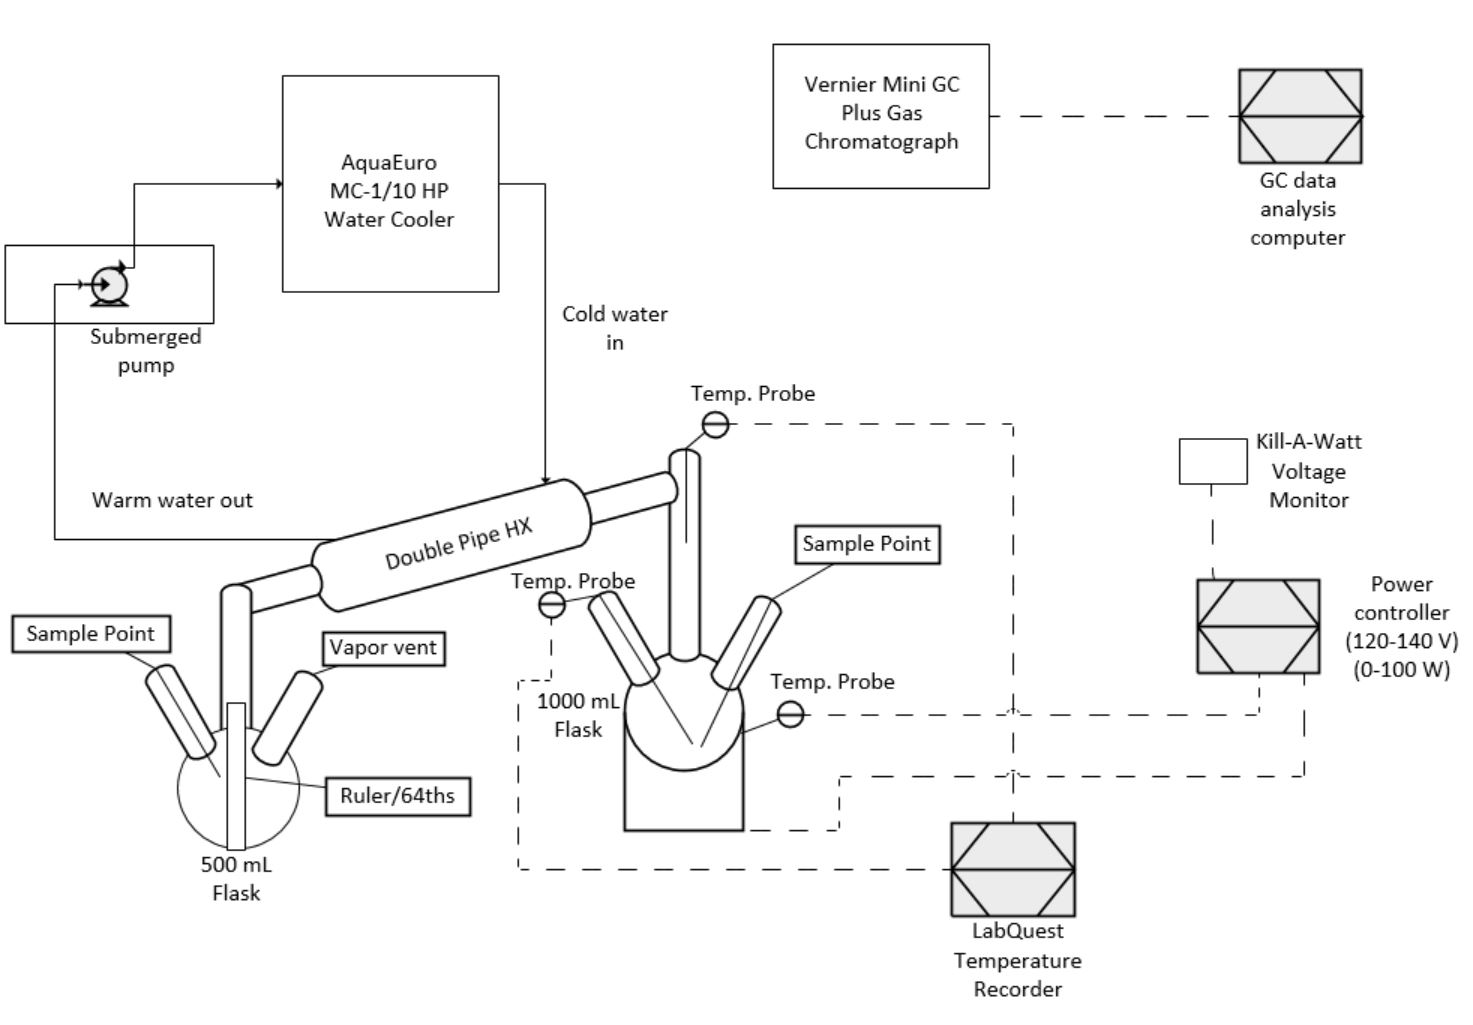 Vernier Mini GC
Plus Gas
Chromatograph
GC data
analysis
computer
AquaEuro
MC-1/10 HP
Water Cooler
Submerged
pump
Cold water
in
Temp. Probe
Kill-A-Watt
Voltage
Monitor
Warm water out
Double Pipe HX
Sample Point
Temp. Probe
Power
controller
(120-140 V)
(0-100 W)
Sample Point
Vapor vent
1000 mL
Flask
Temp. Probe
Ruler/64ths
500 mL
Flask
LabQuest
Temperature
Recorder